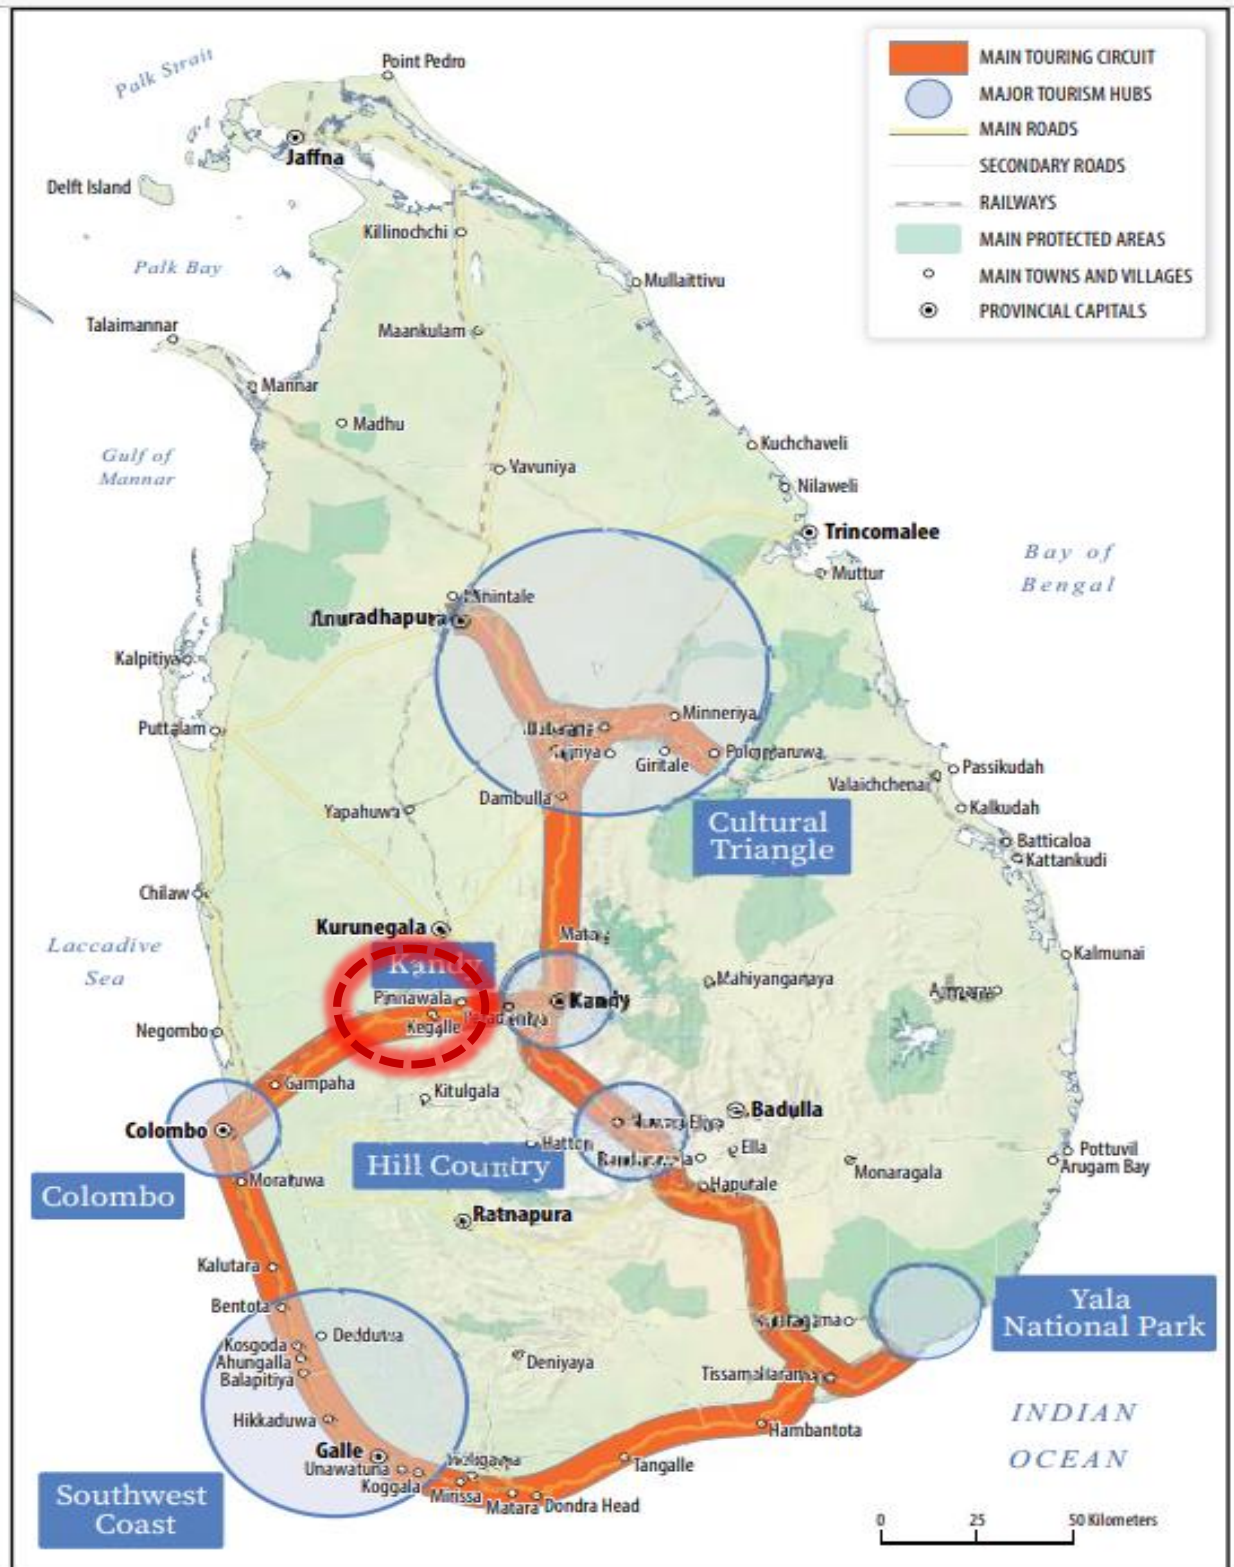 MAIN TOURING CIRCUIT
MAJOR TOURISM HUBS
MAIN ROADS
SECONDARY ROADS
RAILWAYS
MAIN PROTECTED AREAS
MAIN TOWNS AND VILLAGES
PROVINCIAL CAPITALS
Palk Strait
Point Pedro
Jaffna
Delft Island
Killinochchi
Palk Bay
Mullaittivu
Talaimannar
Maankulam
Mannar
Madhu
Kuchchaveli
Gulf of
Mannar
Vavuniya
Nilaweli
Trincomalee
Bay of
Bengal
Muttur
Anuradhapura
Kalpitiya
Minneriya
Puttalam
Giritale
Passikudah
Valaichchenai
Dambulla
Yapahuwa
Kalkudah
Cultural
Triangle
Batticaloa
Kattankudi
Chilaw
Kurunegala
Laccadive
Sea
Kalmunai
Kandy
Mahiyanganaya
Pinnawala
Kandy
Kegalle
Negombo
Gampaha
Kitulgala
Badulla
Colombo
Hatton
Ella
Pottuvil
Arugam Bay
Hill Country
Monaragala
Moratuwa
Haputale
Colombo
Ratnapura
Kalutara
Bentota
Yala
National Park
Kosgoda
Ahungalla
Balapitiya
Deniyaya
Hikkaduwa
INDIAN
OCEAN
Hambantota
Galle
Unawatuna
Koggala
Tangalle
Mirissa
Matara
Dondra Head
Southwest
Coast
0 25 50 Kilometers